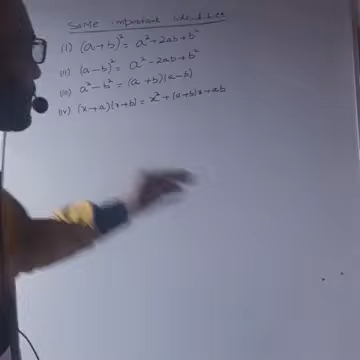 Some important identities
(i) (a+b)² = a²+2ab+b²
(ii) (a-b)² = a²-2ab+b²
(iii) a²-b² = (a+b)(a-b)
(iv) (x+a)(x+b) = x²+(a+b)x+ab